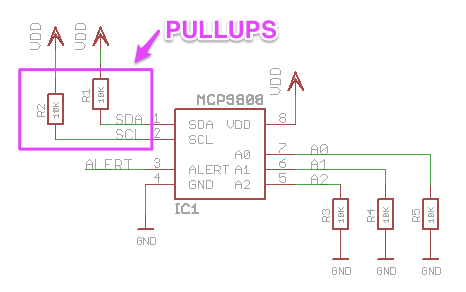 PULLUPS
VDD
VDD
VDD
R2
10K
R1
10K
MCP9808
SDA 1
SCL 2
ALERT 3
4
SDA VDD
SCL
A0
ALERT A1
GND A2
8
7 A0
6 A1
5 A2
IC1
R3
10K
R4
10K
R5
10K
GND
GND
GND
GND